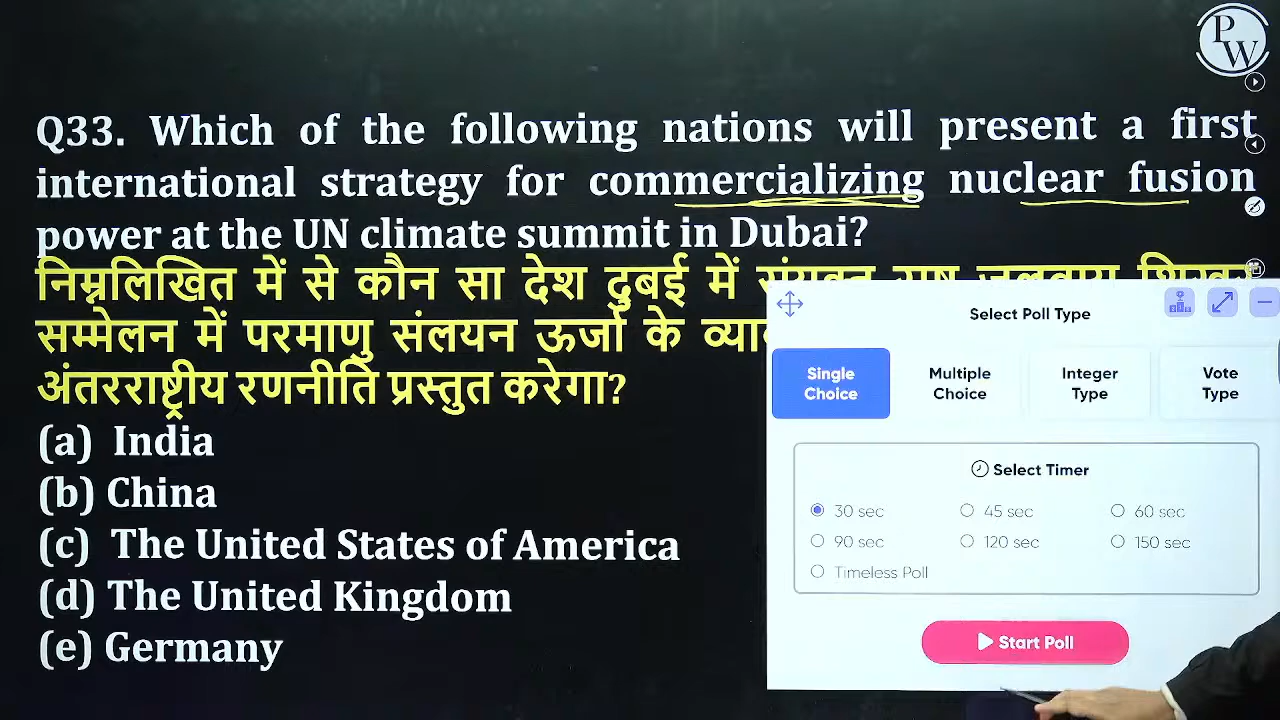 PW
Q33. Which of the following nations will present a first
international strategy for commercializing nuclear fusion
power at the UN climate summit in Dubai?
निम्नलिखित में से कौन सा देश दुबई में
सम्मेलन में परमाणु संलयन ऊर्जा के
अंतरराष्ट्रीय रणनीति प्रस्तुत करेगा?
(a) India
(b) China
(c) The United States of America
(d) The United Kingdom
(e) Germany
Select Poll Type
Single Choice
Multiple Choice
Integer Type
Vote Type
Select Timer
30 sec 45 sec 60 sec
90 sec 120 sec 150 sec
Timeless Poll
Start Poll